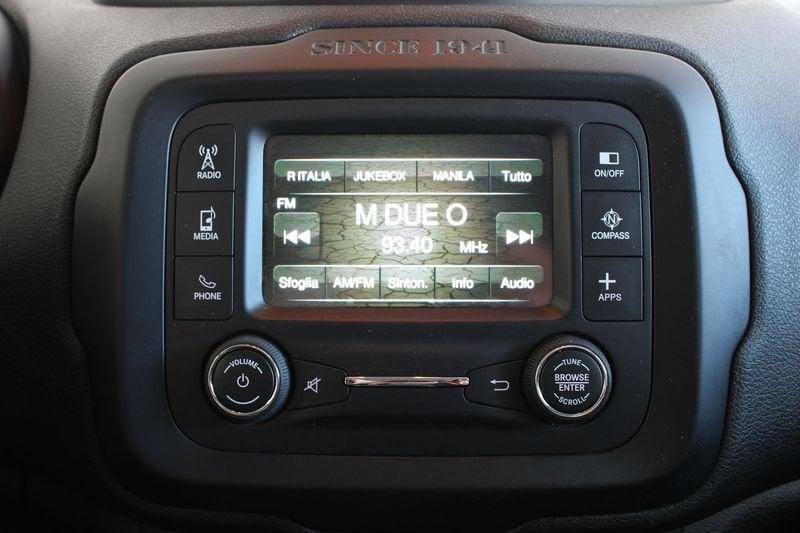 SINCE 1941
RADIO
MEDIA
PHONE
R ITALIA JUKEBOX MANILA Tutto
FM
M DUE O
93.40 MHz
Sfoglia AM/FM Sinton. Info Audio
ON/OFF
N
COMPASS
APPS
VOLUME
TUNE
BROWSE
ENTER
SCROLL